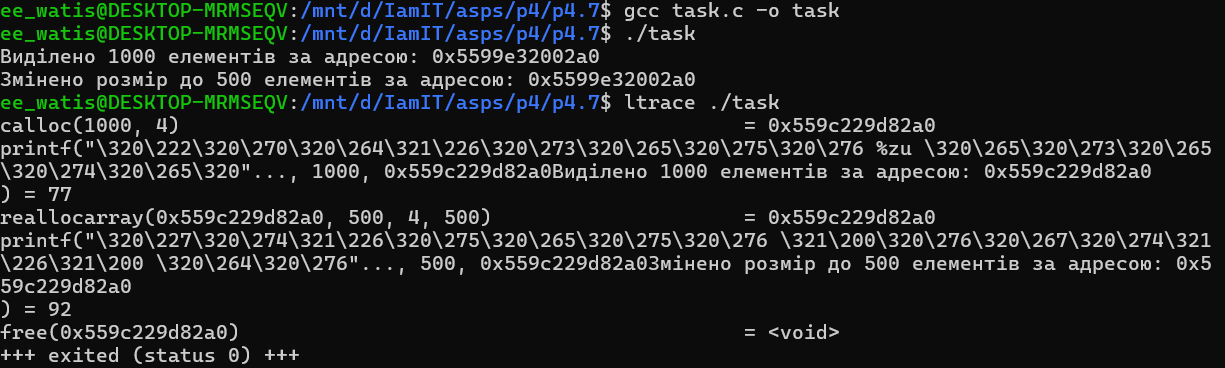 ee_watis@DESKTOP-MRMSEQV:/mnt/d/IamIT/asps/p4/p4.7$ gcc task.c -o task
ee_watis@DESKTOP-MRMSEQV:/mnt/d/IamIT/asps/p4/p4.7$ ./task
Виділено 1000 елементів за адресою: 0x5599e32002a0
Змінено розмір до 500 елементів за адресою: 0x5599e32002a0
ee_watis@DESKTOP-MRMSEQV:/mnt/d/IamIT/asps/p4/p4.7$ ltrace ./task
calloc(1000, 4) = 0x559c229d82a0
printf("\320\222\320\270\320\264\321\226\320\273\320\265\320\275\320\276 %zu \320\265\320\273\320\265
\320\274\320\265\320"..., 1000, 0x559c229d82a0Виділено 1000 елементів за адресою: 0x559c229d82a0
) = 77
reallocarray(0x559c229d82a0, 500, 4, 500) = 0x559c229d82a0
printf("\320\227\320\274\321\226\320\275\320\265\320\275\320\276 \321\200\320\276\320\267\320\274\321
\226\321\200 \320\264\320\276"..., 500, 0x559c229d82a0Змінено розмір до 500 елементів за адресою: 0x5
59c229d82a0
) = 92
free(0x559c229d82a0) = <void>
+++ exited (status 0) +++